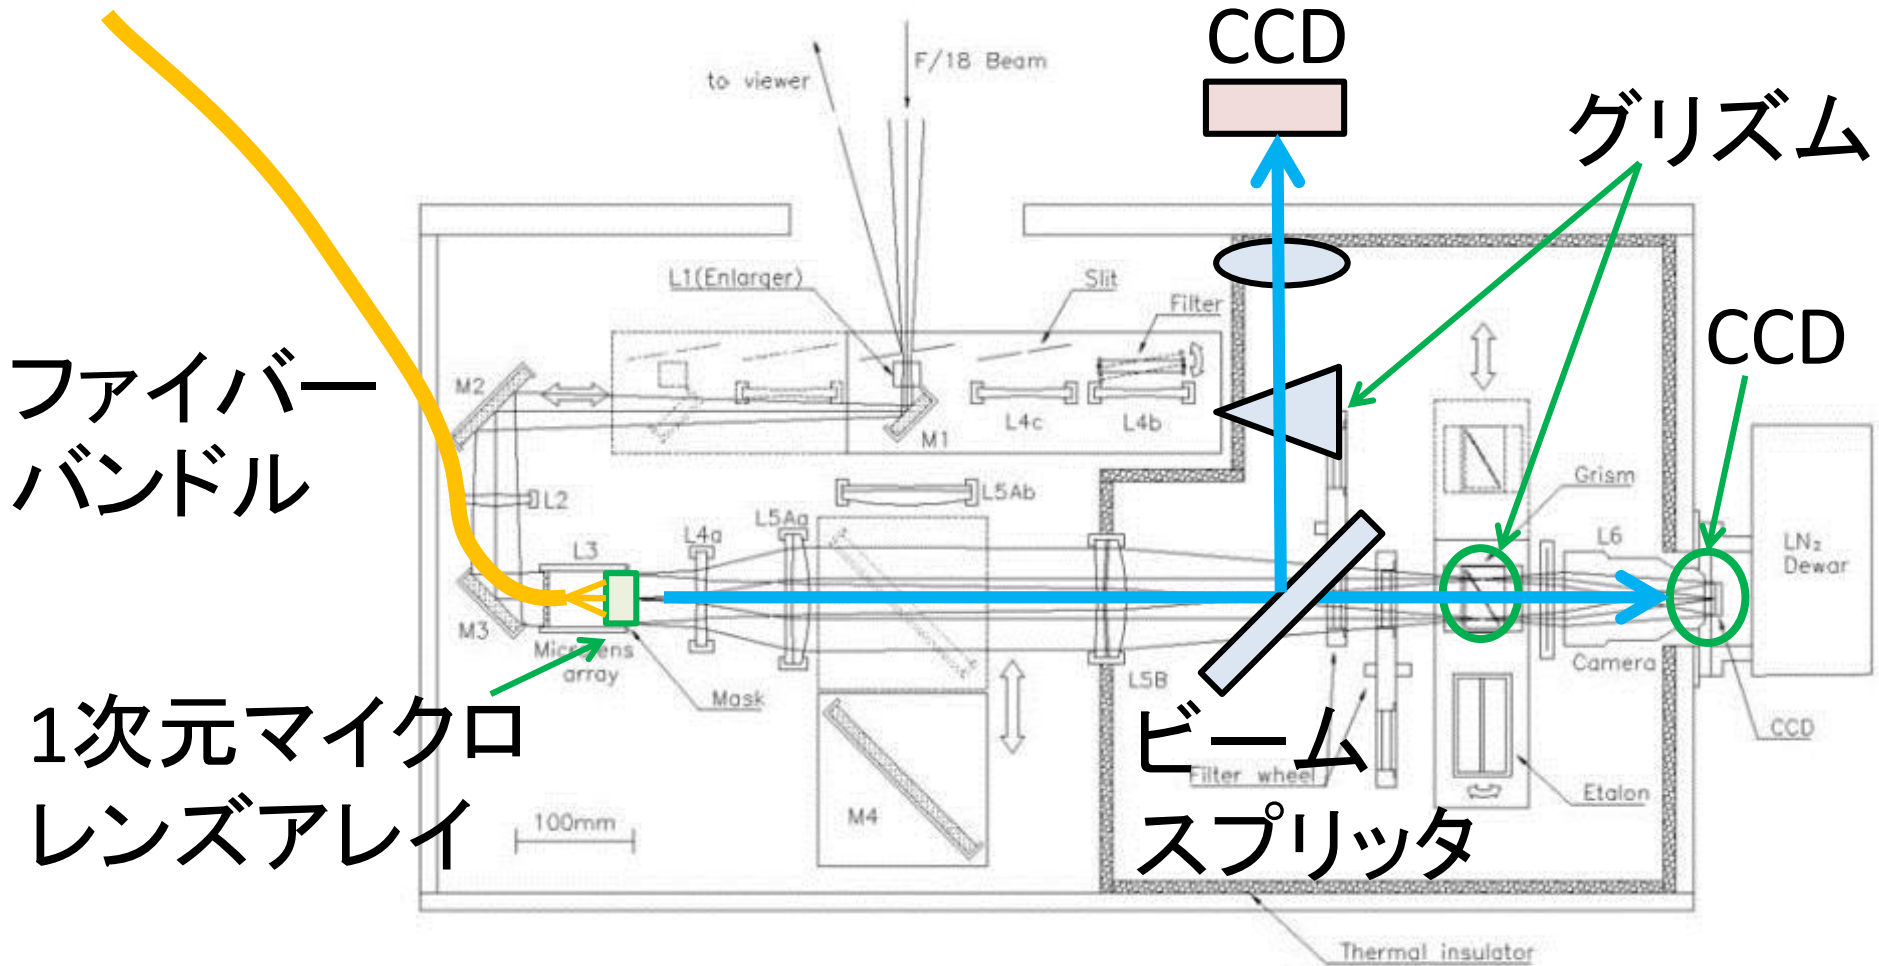 CCD
F/18 Beam
to viewer
グリズム
L1(Enlarger)
Slit
Filter
CCD
ファイバー
バンドル
M2
M1
L4c
L4b
L2
L5Ab
Grism
L5Aa
L4a
L3
L6
LN₂
Dewar
M3
Microlens
array
Mask
Camera
L5B
CCD
1次元マイクロ
レンズアレイ
ビーム
スプリッタ
Filter wheel
Etalon
100mm
M4
Thermal insulator